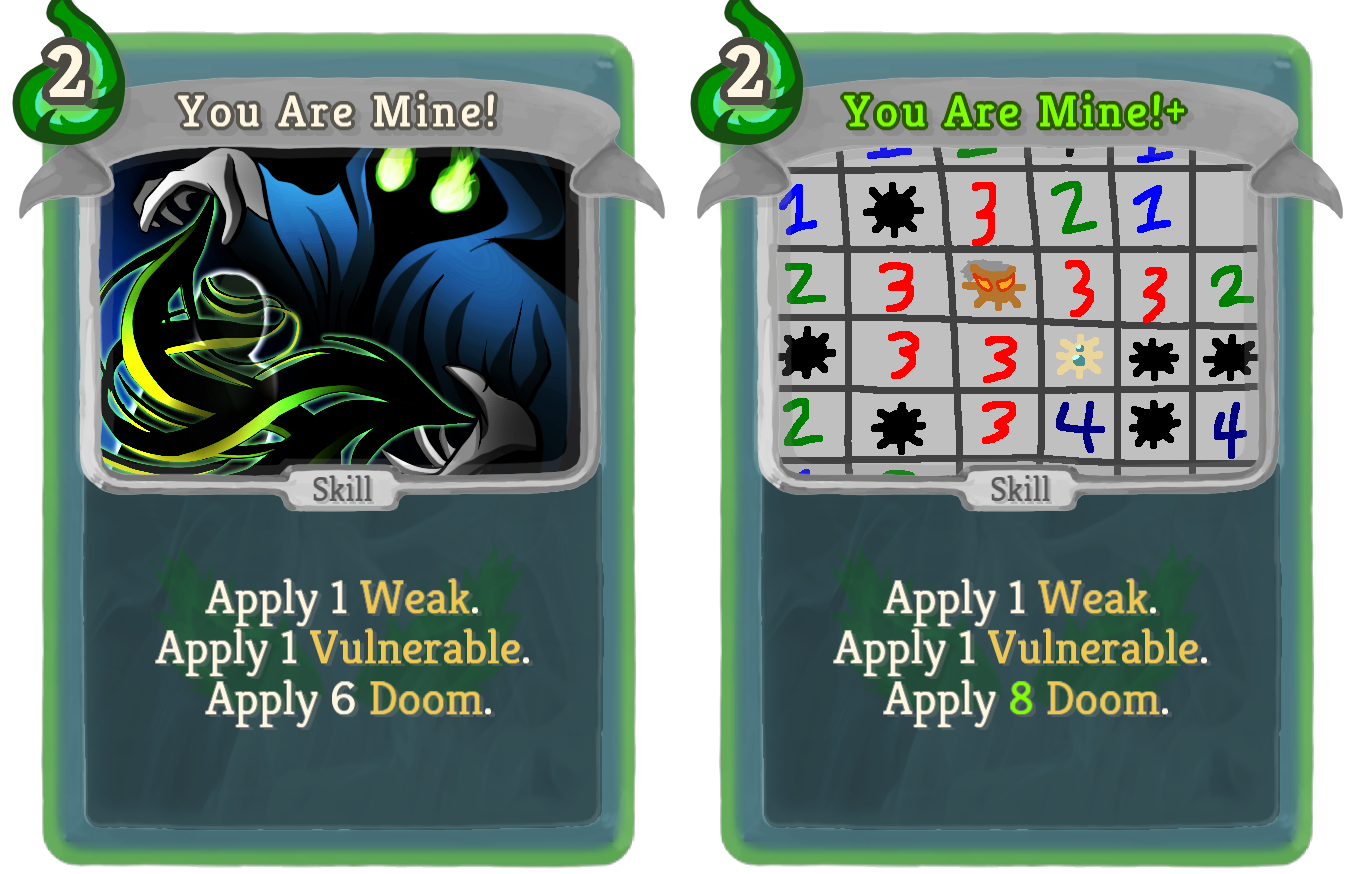 2
You Are Mine!
Skill
Apply 1 Weak.
Apply 1 Vulnerable.
Apply 6 Doom.
2
You Are Mine!+
1 3 2 1
2 3 3 3 2
3 3
2 3 4 4
Skill
Apply 1 Weak.
Apply 1 Vulnerable.
Apply 8 Doom.